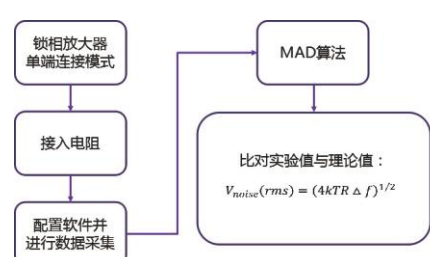 锁相放大器
单端连接模式
接入电阻
配置软件并
进行数据采集
MAD算法
比对实验值与理论值：
V_{noise}(rms) = (4kTR △ f)^{1/2}